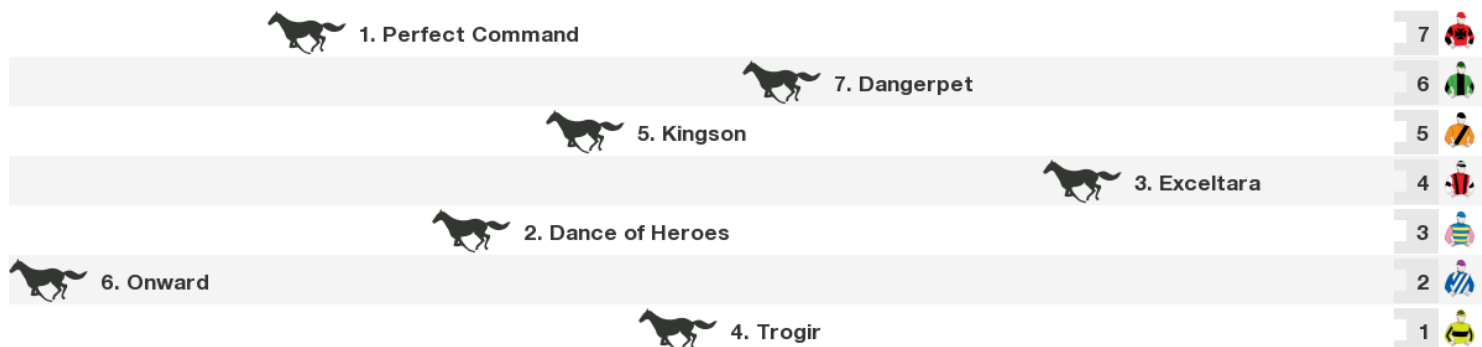 1. Perfect Command 7
7. Dangerpet 6
5. Kingson 5
3. Exceltara 4
2. Dance of Heroes 3
6. Onward 2
4. Trogir 1